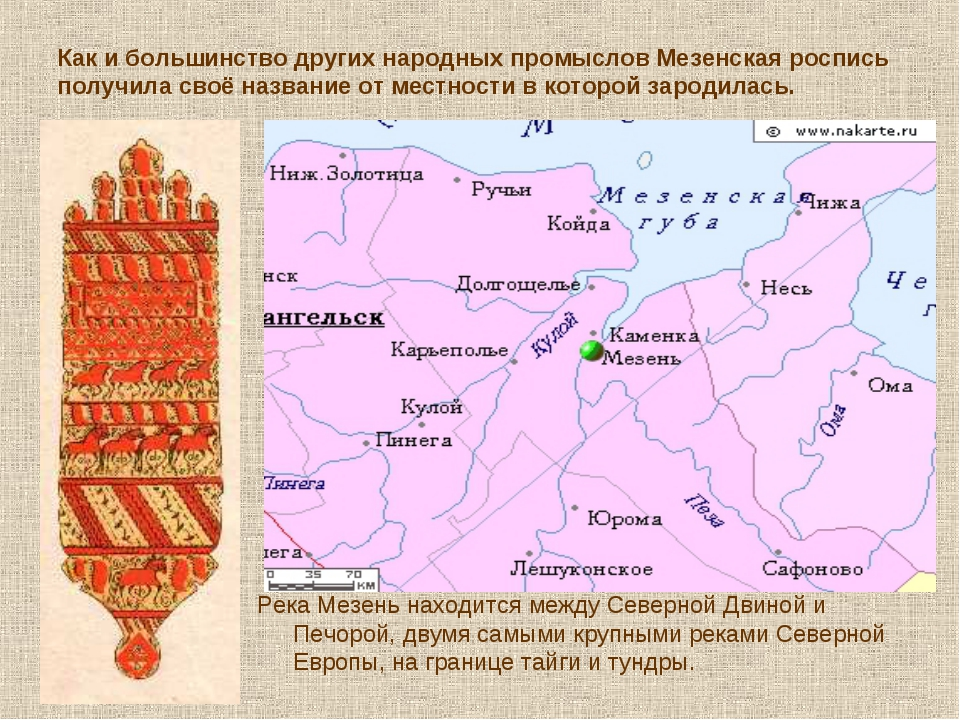 Как и большинство других народных промыслов Мезенская роспись
получила своё название от местности в которой зародилась.
М
© www.nakarte.ru
Ниж.Золотица
Ручьи
Мезенская
губа
Чижа
Койда
нск
Долгощелье
Несь
Че
г
ангельск
Кулой
Каменка
Карьеполье
Мезень
Ома
Кулой
Ома
Пинега
Пинега
Пеза
Юрома
лега
Лешуконское
Сафоново
0 35 70
КМ
Река Мезень находится между Северной Двиной и
Печорой, двумя самыми крупными реками Северной
Европы, на границе тайги и тундры.